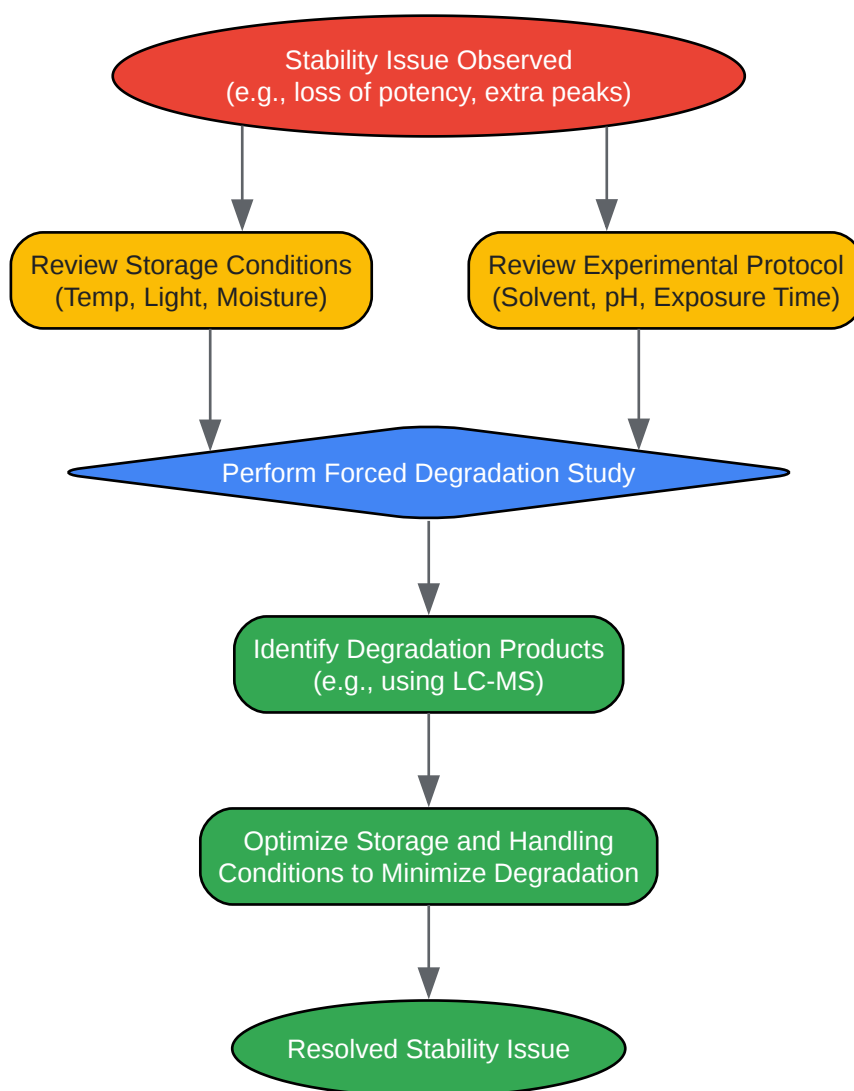 Stability Issue Observed
(e.g., loss of potency, extra peaks)
Review Storage Conditions
(Temp, Light, Moisture)
Review Experimental Protocol
(Solvent, pH, Exposure Time)
Perform Forced Degradation Study
Identify Degradation Products
(e.g., using LC-MS)
Optimize Storage and Handling
Conditions to Minimize Degradation
Resolved Stability Issue